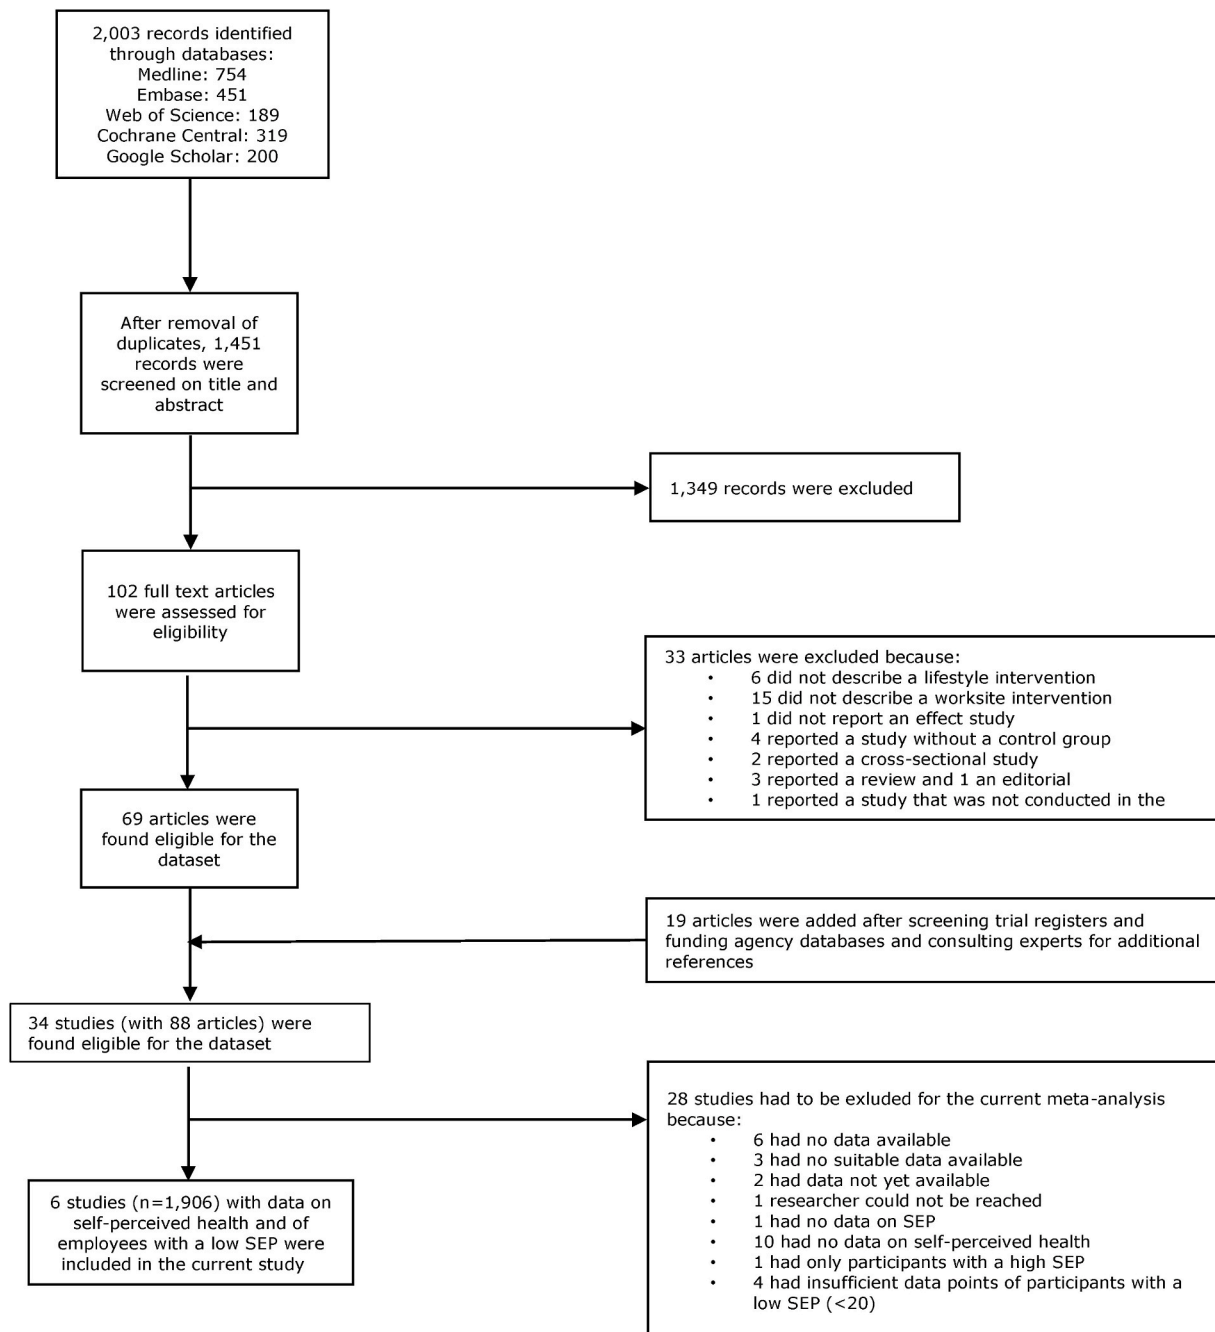 2,003 records identified
through databases:
Medline: 754
Embase: 451
Web of Science: 189
Cochrane Central: 319
Google Scholar: 200
After removal of
duplicates, 1,451
records were
screened on title and
abstract
1,349 records were excluded
102 full text articles
were assessed for
eligibility
33 articles were excluded because:
• 6 did not describe a lifestyle intervention
• 15 did not describe a worksite intervention
• 1 did not report an effect study
• 4 reported a study without a control group
• 2 reported a cross-sectional study
• 3 reported a review and 1 an editorial
• 1 reported a study that was not conducted in the
69 articles were
found eligible for the
dataset
19 articles were added after screening trial registers and
funding agency databases and consulting experts for additional
references
34 studies (with 88 articles) were
found eligible for the dataset
28 studies had to be exluded for the current meta-analysis
because:
• 6 had no data available
• 3 had no suitable data available
• 2 had data not yet available
• 1 researcher could not be reached
• 1 had no data on SEP
• 10 had no data on self-perceived health
• 1 had only participants with a high SEP
• 4 had insufficient data points of participants with a
low SEP (<20)
6 studies (n=1,906) with data on
self-perceived health and of
employees with a low SEP were
included in the current study